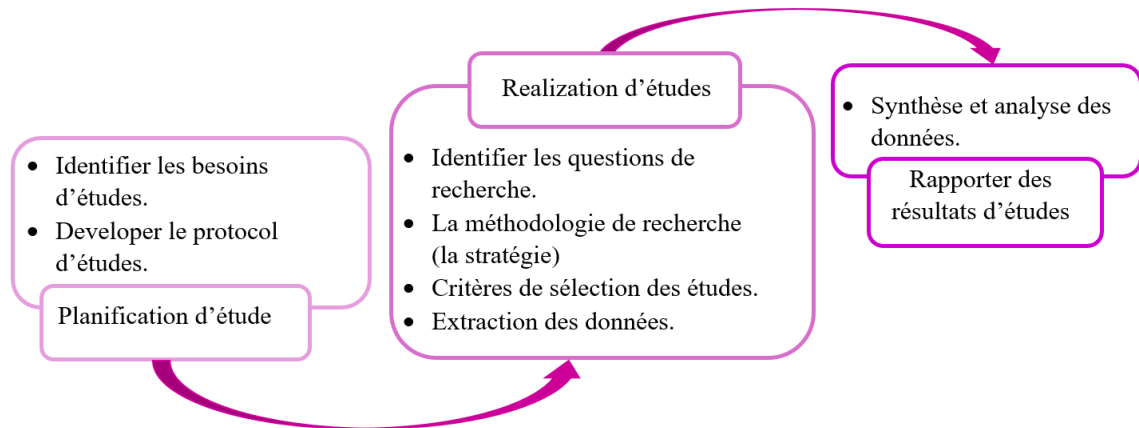 • Identifier les besoins
d’études.
• Developer le protocol
d’études.
Planification d’étude
Realization d’études
• Identifier les questions de
recherche.
• La méthodologie de recherche
(la stratégie)
• Critères de sélection des études.
• Extraction des données.
• Synthèse et analyse des
données.
Rapporter des
résultats d’études